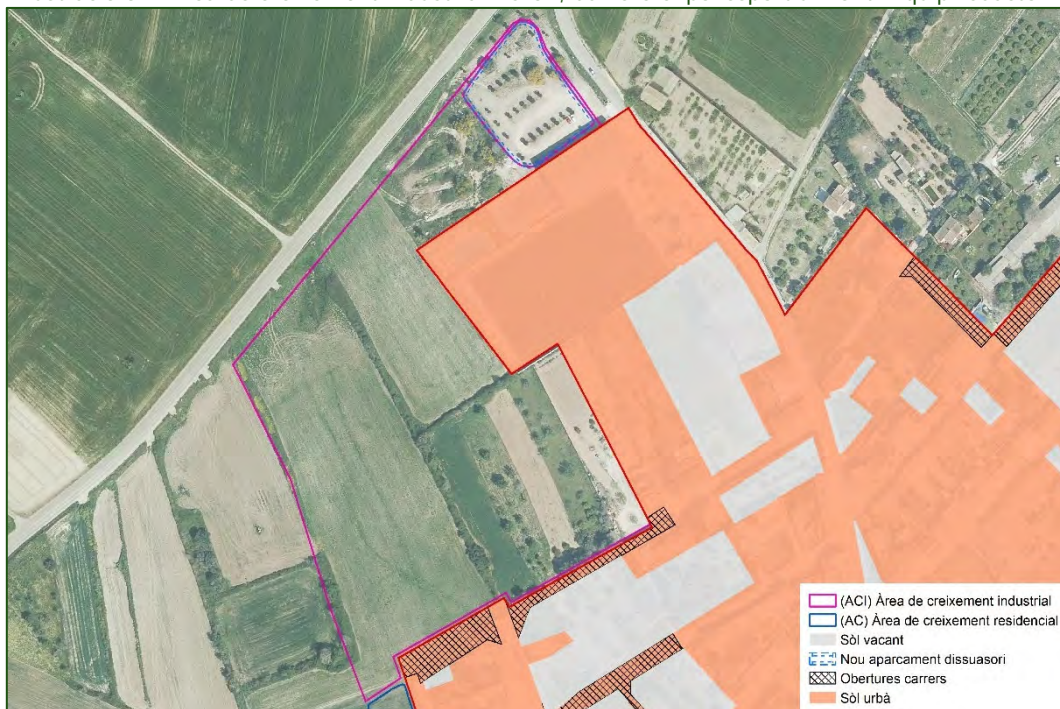 (ACI) Àrea de creixement industrial
(AC) Àrea de creixement residencial
Sòl vacant
Nou aparcament dissuasori
Obertures carrers
Sòl urbà